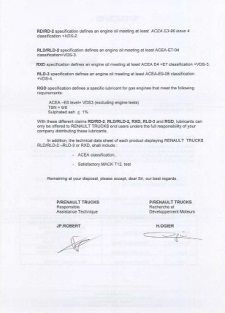 RD/RD-2 specification defines an engine oil meeting at least ACEA E3-96 issue 4
classification +VDS-2.
RLD/RLD-2 specification defines an engine oil meeting at least ACEA-E7-04
classification+VDS-3.
RXD specification defines an engine oil meeting at least ACEA E4 +E7 classification +VDS-3.
RLD-3 specification defines an engine oil meeting at least ACEA-E9-08 classification
+VDS-4.
RGD specification defines a specific lubricant for gas engines that meet the following
requirements
ACEA -E6 level+ VDS3 (excluding engine tests)
TBN < 8/9
Sulphated ash ≤ 1%
With these different claims RD/RD-2, RLD/RLD-2, RXD, RLD-3 and RGD, lubricants can
only be offered to RENAULT TRUCKS and users under the full responsibility of your
company distributing these lubricants.
In addition, the technical data sheet of each product displaying RENAULT TRUCKS
RLD/RLD-2 –RLD-3 or RXD, shall include :
- ACEA classification,
- Satisfactory MACK T12, test
Remaining at your disposal, please accept, dear Sir, our best regards.
P/RENAULT TRUCKS P/RENAULT TRUCKS
Responsible Recherche et
Assistance Technique Développement Moteurs
JF.ROBERT H.DGIER